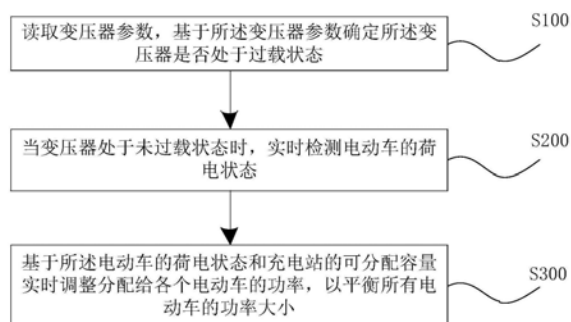 读取变压器参数，基于所述变压器参数确定所述变
压器是否处于过载状态
S100
当变压器处于未过载状态时，实时检测电动车的荷
电状态
S200
基于所述电动车的荷电状态和充电站的可分配容量
实时调整分配给各个电动车的功率，以平衡所有电
动车的功率大小
S300